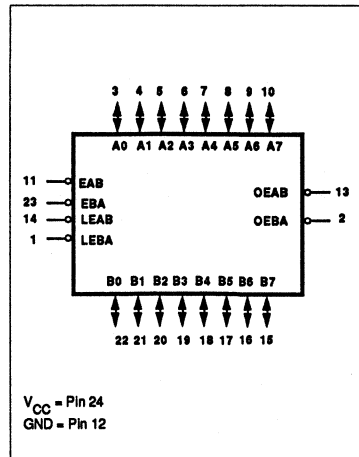 3 4 5 6 7 8 9 10
A0 A1 A2 A3 A4 A5 A6 A7
11 EAB
OEAB 13
23 EBA
14 LEAB
OEBA 2
1 LEBA
B0 B1 B2 B3 B4 B5 B6 B7
22 21 20 19 18 17 16 15
VCC = Pin 24
GND = Pin 12